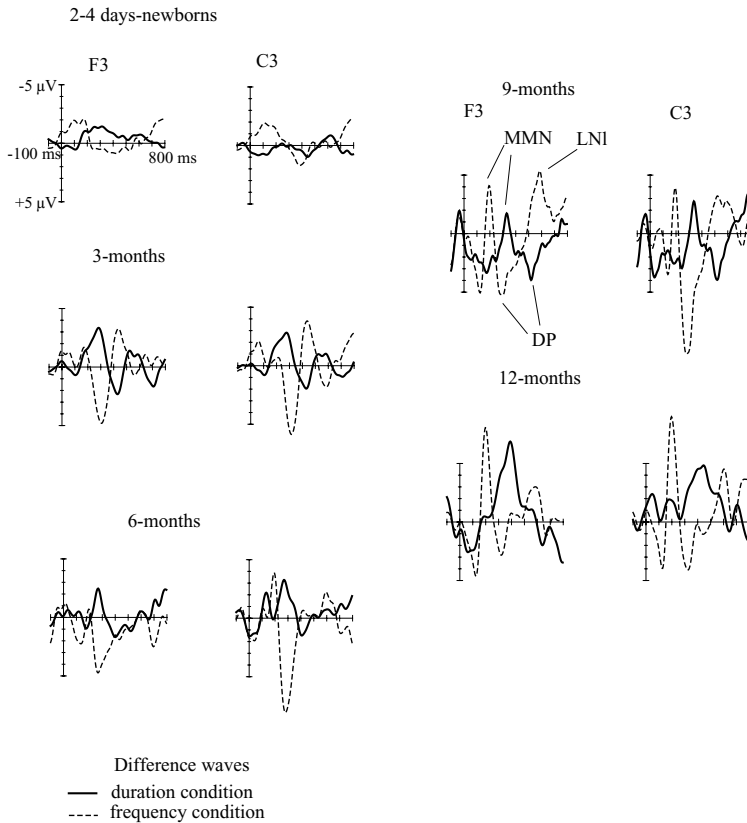 2-4 days-newborns
F3
C3
-5 µV
-100 ms
800 ms
+5 µV
3-months
6-months
9-months
F3
C3
MMN
LNl
DP
12-months
Difference waves
duration condition
frequency condition